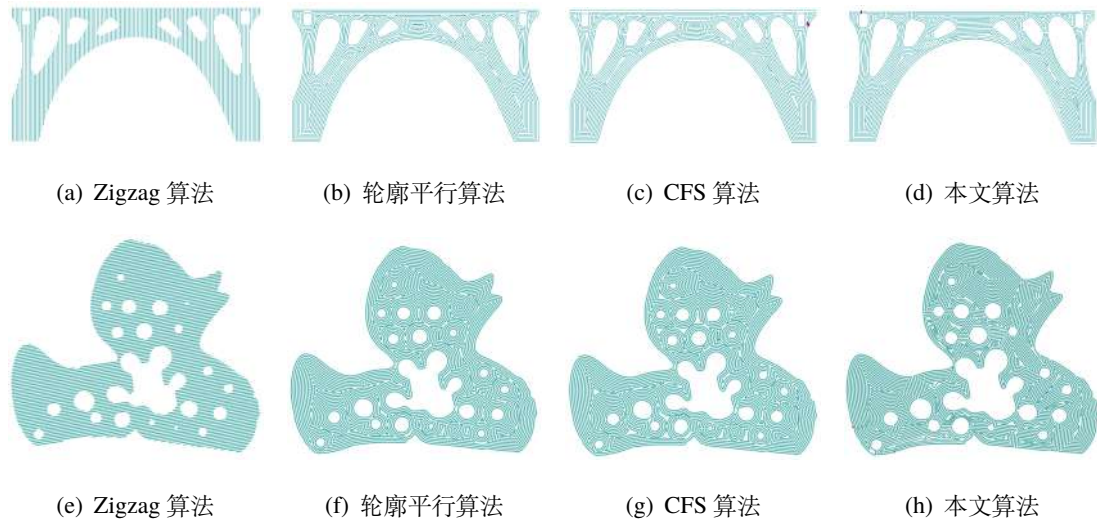 (a) Zigzag 算法 (b) 轮廓平行算法 (c) CFS 算法 (d) 本文算法
(e) Zigzag 算法 (f) 轮廓平行算法 (g) CFS 算法 (h) 本文算法